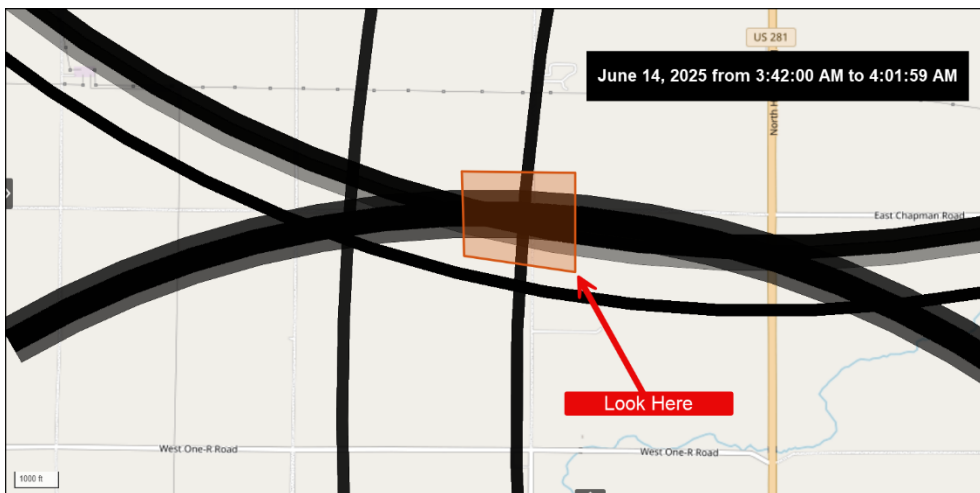 US 281
June 14, 2025 from 3:42:00 AM to 4:01:59 AM
North H
East Chapman Road
Look Here
West One-R Road
West One-R Road
1000 ft